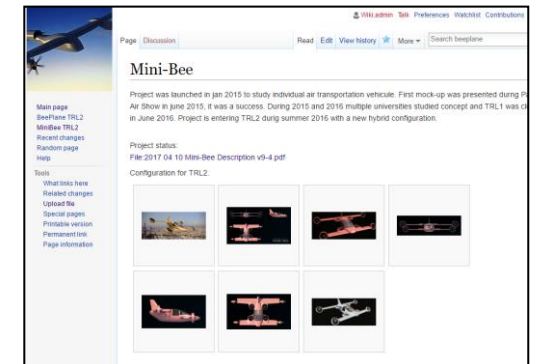 Wiki.admin Talk Preferences Watchlist Contributions
Page Discussion Read Edit View history More Search beeplane
Mini-Bee
Project was launched in jan 2015 to study individual air transportation vehicule. First mock-up was presented durng Pa
Air Show in june 2015, it was a success. During 2015 and 2016 multiple universities studied concept and TRL1 was cl
in June 2016. Project is entering TRL2 durig summer 2016 with a new hybrid configuration.
Project status:
File:2017 04 10 Mini-Bee Description v9-4.pdf
Configuration for TRL2.
Main page
BeePlane TRL2
MiniBee TRL2
Recent changes
Random page
Help
Tools
What links here
Related changes
Upload file
Special pages
Printable version
Permanent link
Page information